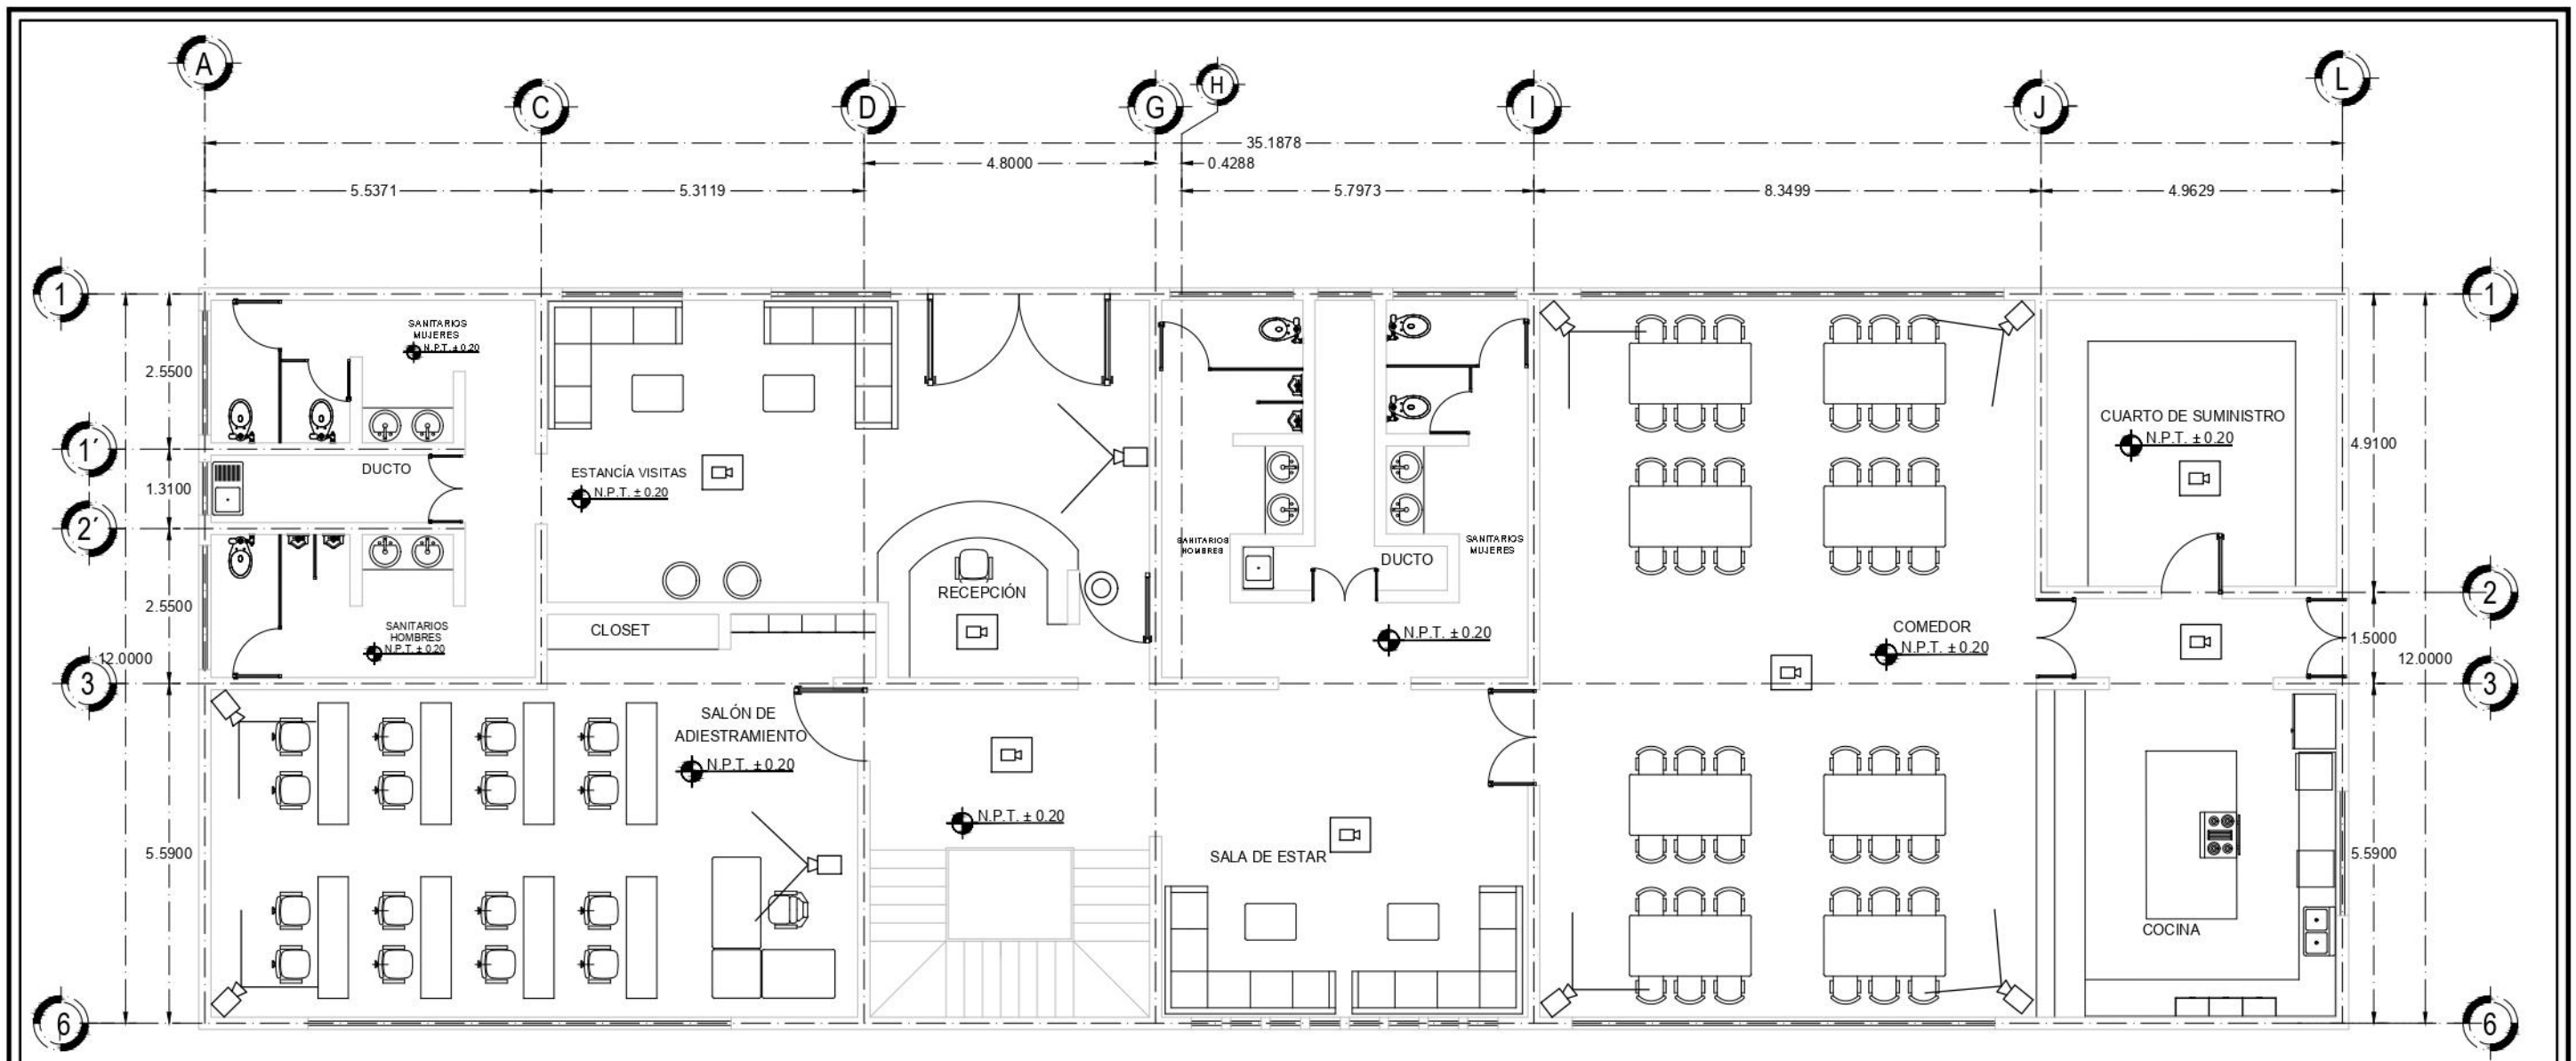 A
C
D
G
H
I
J
L
35.1878
4.8000
0.4288
5.5371
5.3119
5.7973
8.3499
4.9629
1
1
SANITARIOS
MUJERES
N.P.T. ± 0.20
2.5500
CUARTO DE SUMINISTRO
N.P.T. ± 0.20
4.9100
1´
DUCTO
ESTANCÍA VISITAS
N.P.T. ± 0.20
1.3100
2´
SANITARIOS
HOMBRES
DUCTO
SANITARIOS
MUJERES
RECEPCIÓN
2
2.5500
SANITARIOS
HOMBRES
N.P.T. ± 0.20
CLOSET
N.P.T. ± 0.20
COMEDOR
N.P.T. ± 0.20
1.5000
12.0000
12.0000
3
3
SALÓN DE
ADIESTRAMIENTO
N.P.T. ± 0.20
N.P.T. ± 0.20
5.5900
SALA DE ESTAR
5.5900
COCINA
6
6